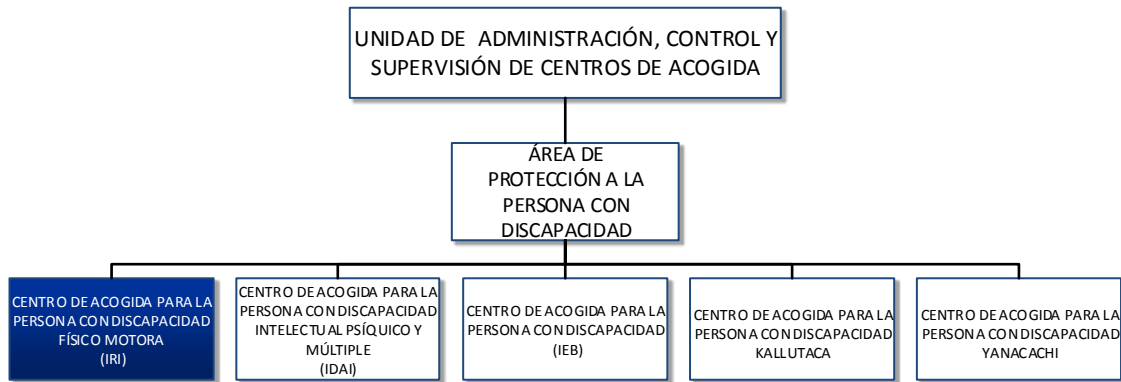 UNIDAD DE ADMINISTRACIÓN, CONTROL Y
SUPERVISIÓN DE CENTROS DE ACOGIDA
ÁREA DE
PROTECCIÓN A LA
PERSONA CON
DISCAPACIDAD
CENTRO DE ACOGIDA PARA LA
PERSONA CON DISCAPACIDAD
FÍSICO MOTORA
(IRI)
CENTRO DE ACOGIDA PARA LA
PERSONA CON DISCAPACIDAD
INTELECTUAL PSÍQUICO Y
MÚLTIPLE
(IDAI)
CENTRO DE ACOGIDA PARA LA
PERSONA CON DISCAPACIDAD
(IEB)
CENTRO DE ACOGIDA PARA LA
PERSONA CON DISCAPACIDAD
KALLUTACA
CENTRO DE ACOGIDA PARA LA
PERSONA CON DISCAPACIDAD
YANACACHI